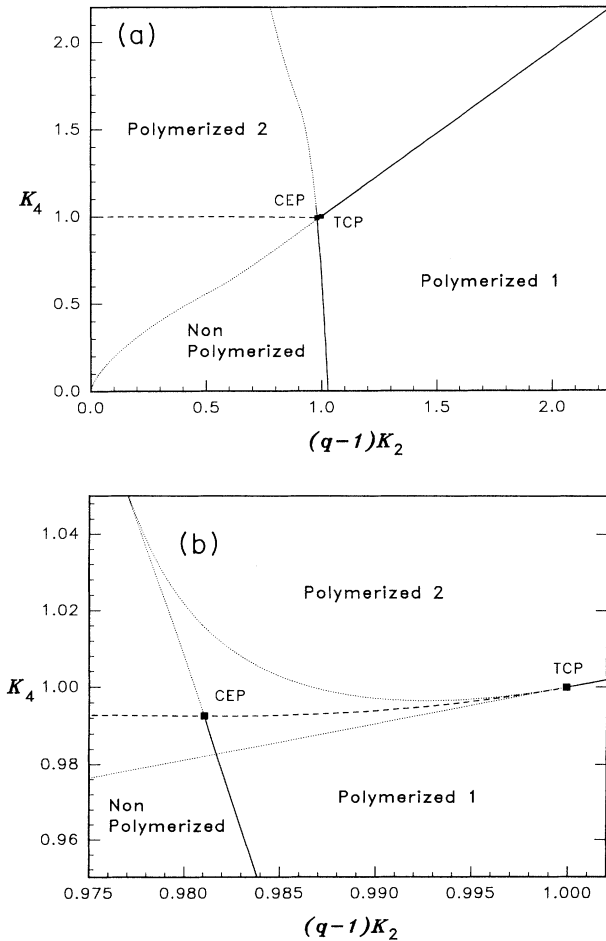 (a)
2.0
Polymerized 2
1.5
K₄
CEP
1.0
TCP
Polymerized 1
0.5
Non
Polymerized
0.0
0.0 0.5 1.0 1.5 2.0
(q-1)K₂
1.04
(b)
Polymerized 2
1.02
TCP
K₄
1.00
CEP
0.98
Non
Polymerized
Polymerized 1
0.96
0.975 0.980 0.985 0.990 0.995 1.000
(q-1)K₂